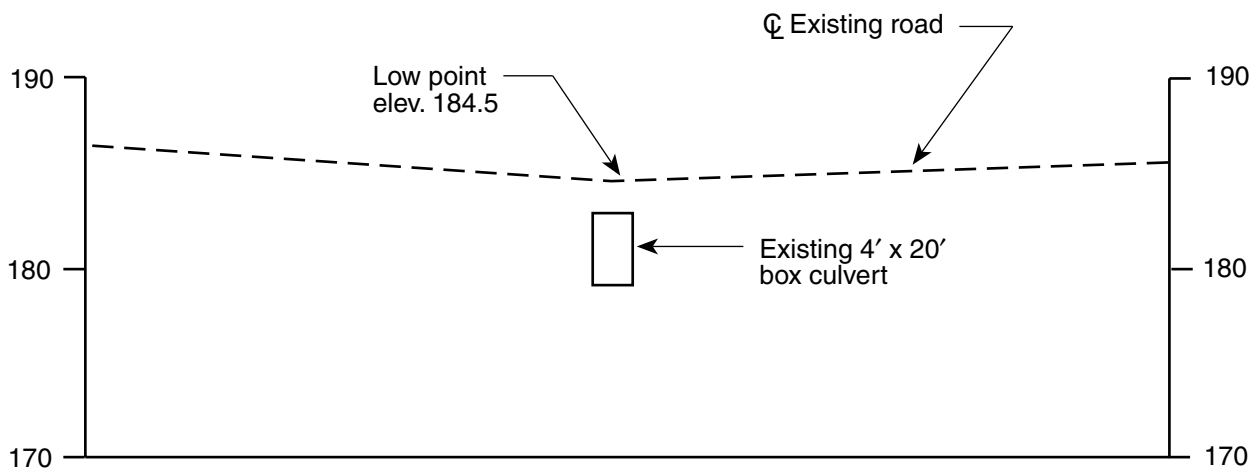 ℄ Existing road
Low point
elev. 184.5
190
190
Existing 4′ x 20′
box culvert
180
180
170
170